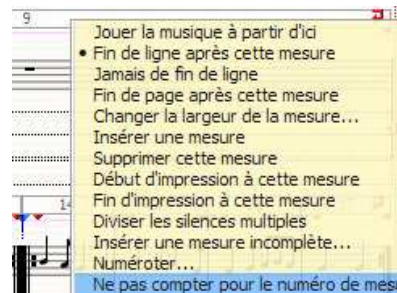 9
Jouer la musique à partir d'ici
• Fin de ligne après cette mesure
Jamais de fin de ligne
Fin de page après cette mesure
Changer la largeur de la mesure...
Insérer une mesure
Supprimer cette mesure
Début d'impression à cette mesure
Fin d'impression à cette mesure
14
Diviser les silences multiples
Insérer une mesure incomplète...
Numéroter...
Ne pas compter pour le numéro de